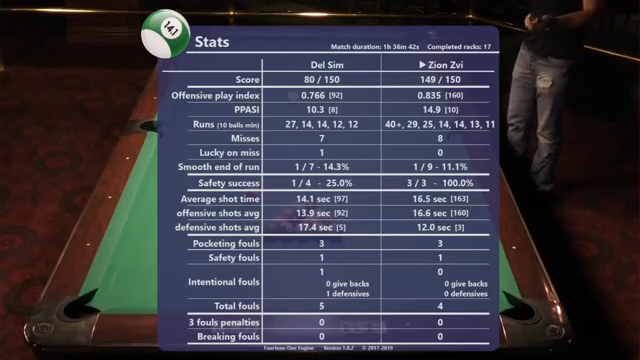 14.1
Stats
Match duration: 1h 36m 42s Completed racks: 17
Del Sim ▶ Zion Zvi
Score 80 / 150 149 / 150
Offensive play index 0.766 [92] 0.835 [160]
PPASI 10.3 [8] 14.9 [10]
Runs (10 balls min) 27, 14, 14, 12, 12 40+, 29, 25, 14, 14, 13, 11
Misses 7 8
Lucky on miss 1 0
Smooth end of run 1 / 7 - 14.3% 1 / 9 - 11.1%
Safety success 1 / 4 - 25.0% 3 / 3 - 100.0%
Average shot time 14.1 sec [97] 16.5 sec [163]
offensive shots avg 13.9 sec [92] 16.6 sec [160]
defensive shots avg 17.4 sec [5] 12.0 sec [3]
Pocketing fouls 3 3
Safety fouls 1 1
Intentional fouls 1 0
0 give backs 0 give backs
1 defensives 0 defensives
Total fouls 5 4
3 fouls penalties 0 0
Breaking fouls 0 0
Fourteen One Engine Version 1.8.2 © 2017-2019